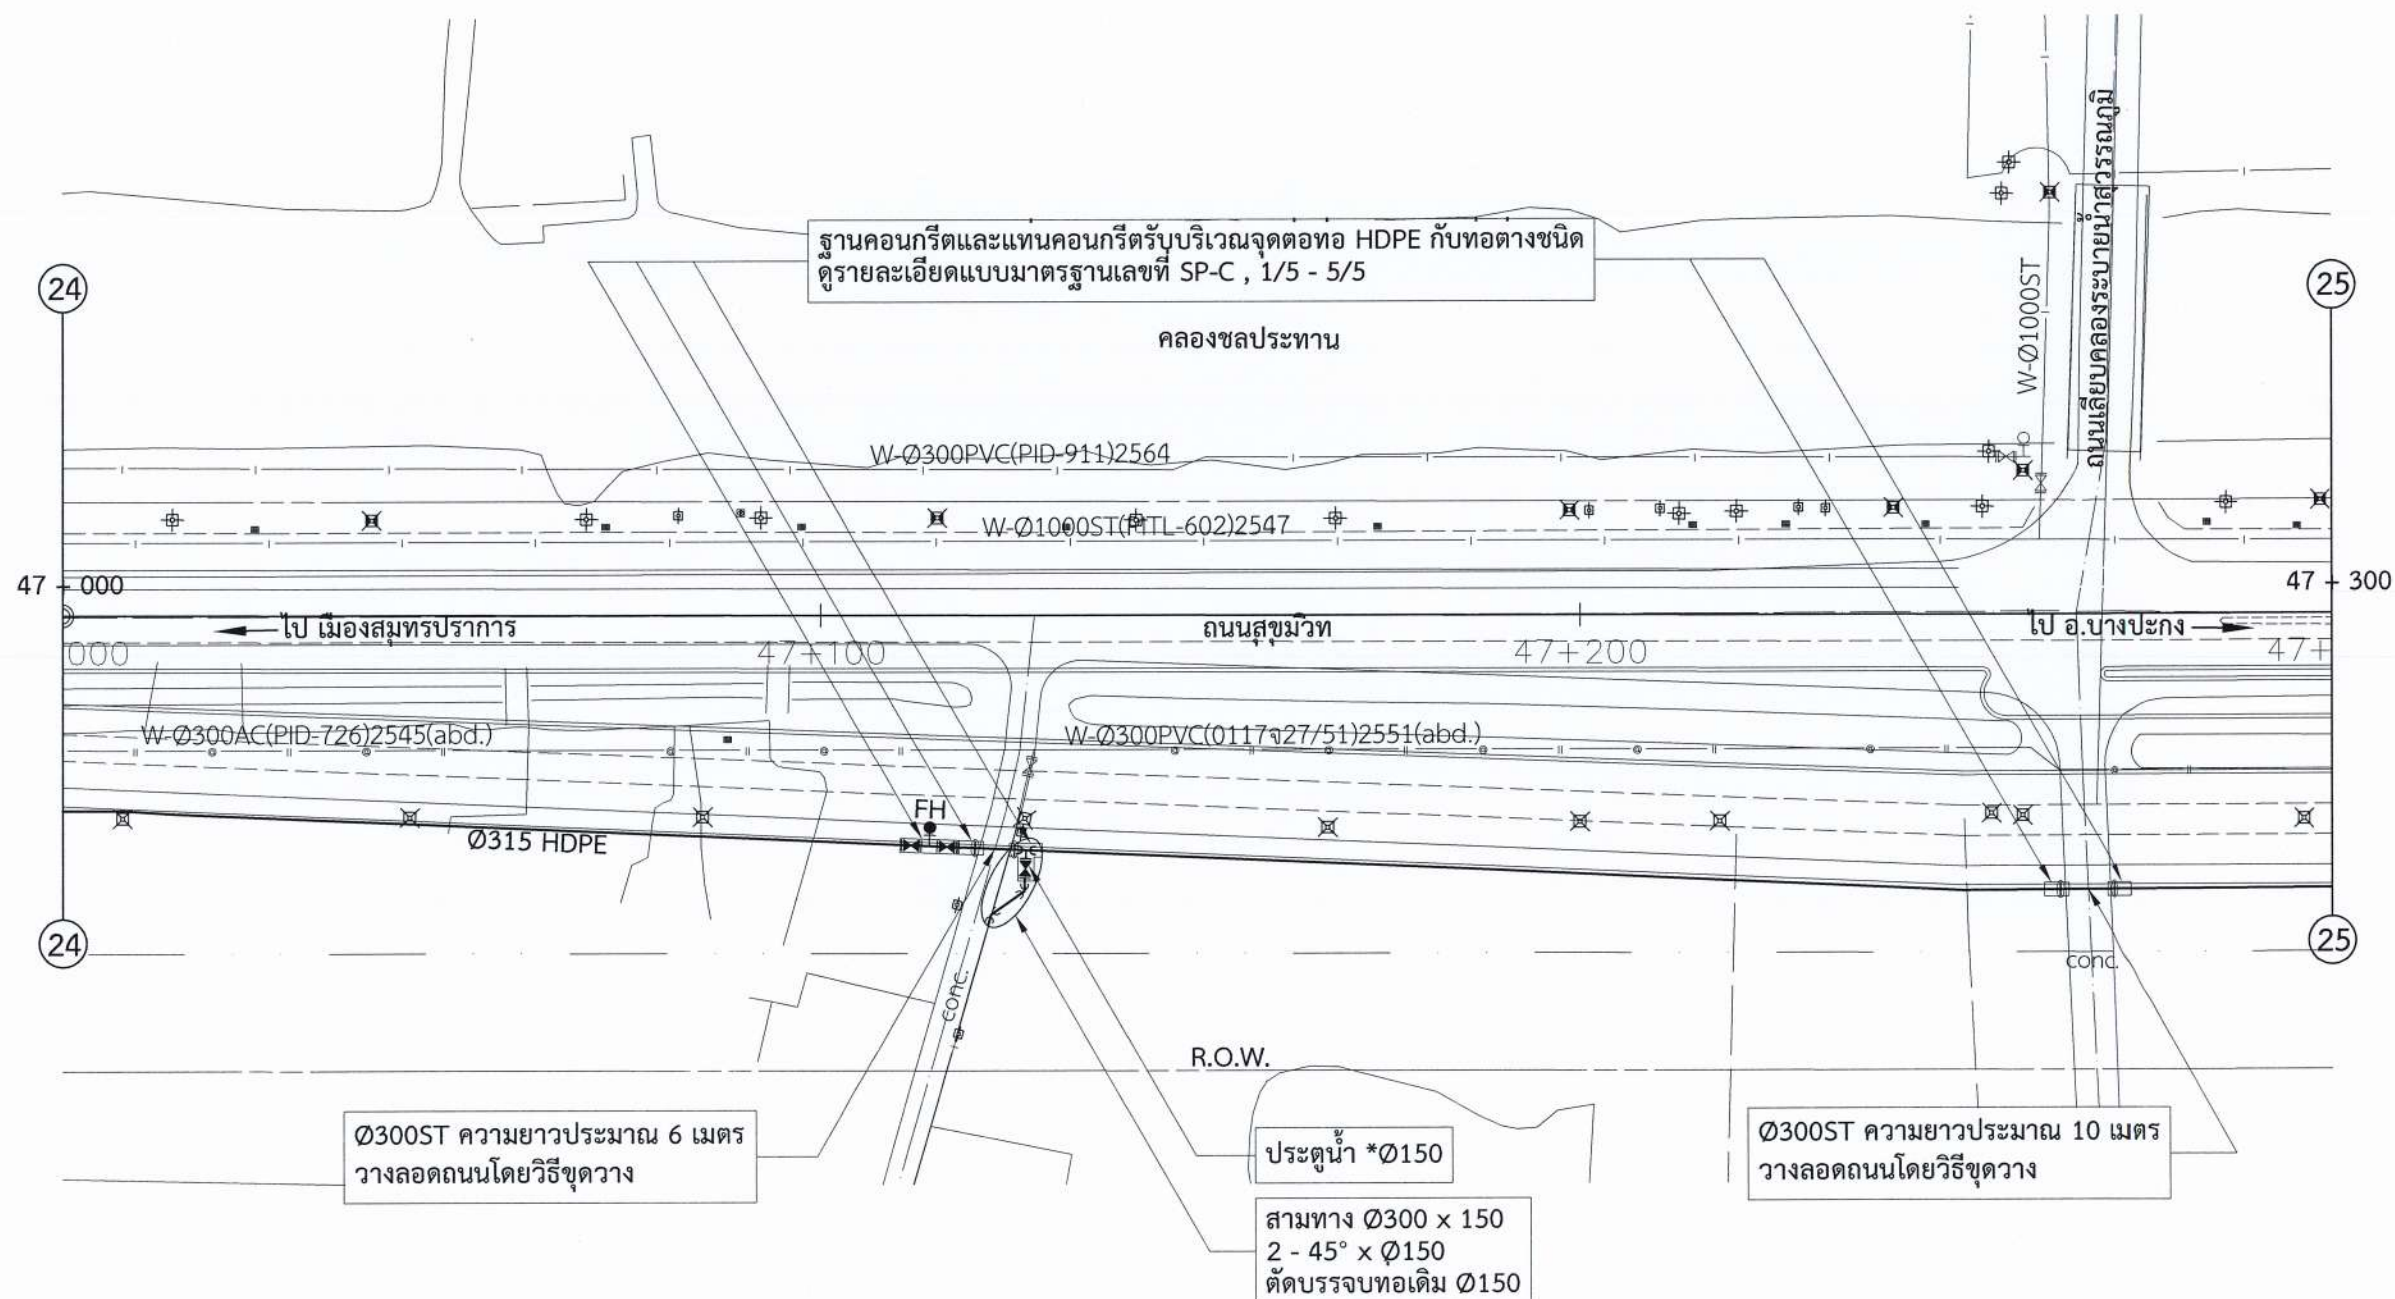 ฐานคอนกรีตและแท่นคอนกรีตรับบริเวณจุดต่อท่อ HDPE กับท่อต่างชนิด
ดูรายละเอียดแบบมาตรฐานเลขที่ SP-C , 1/5 - 5/5
24
25
คลองชลประทาน
W-Ø1000ST
ถนนเลียบคลองระบายน้ำสุวรรณภูมิ
W-Ø300PVC(PID-911)2564
W-Ø1000ST(MTL-602)2547
47 + 000
47 + 300
ไป เมืองสมุทรปราการ
ถนนสุขุมวิท
ไป อ.บางปะกง
000
47+100
47+200
47+
W-Ø300AC(PID-726)2545(abd.)
W-Ø300PVC(0117จ27/51)2551(abd.)
FH
Ø315 HDPE
24
25
conc.
conc.
R.O.W.
Ø300ST ความยาวประมาณ 6 เมตร
วางลอดถนนโดยวิธีขุดวาง
ประตูน้ำ *Ø150
Ø300ST ความยาวประมาณ 10 เมตร
วางลอดถนนโดยวิธีขุดวาง
สามทาง Ø300 x 150
2 - 45° x Ø150
ตัดบรรจบท่อเดิม Ø150